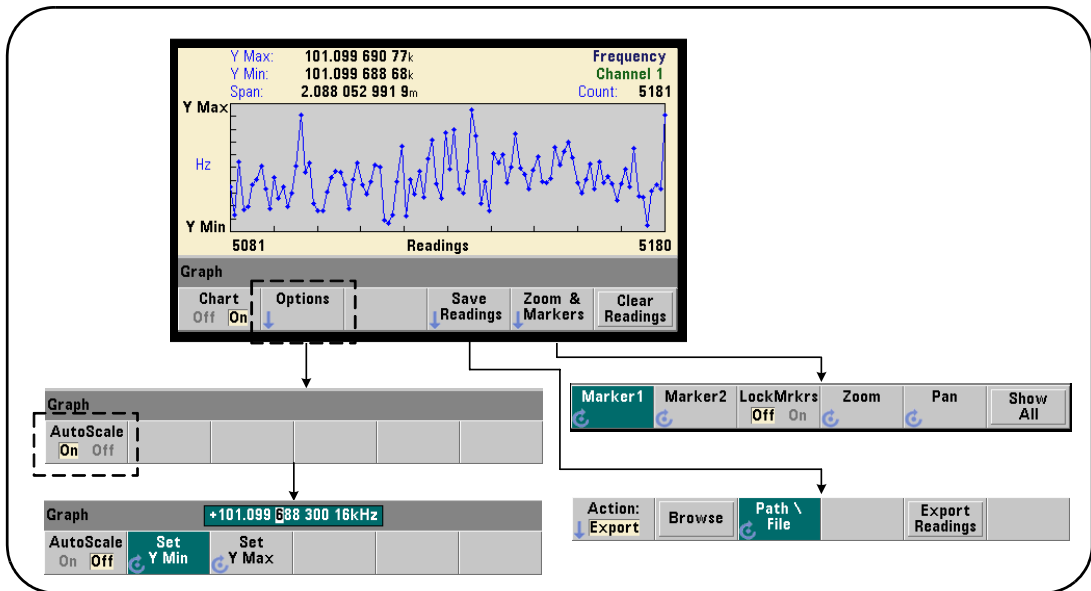 Y Max: 101.099 690 77k Frequency
Y Min: 101.099 688 68k Channel 1
Span: 2.088 052 991 9m Count: 5181
Y Max
Hz
Y Min
5081 Readings 5180
Graph
Chart Options Save Zoom & Clear
Off On Readings Markers Readings
Graph
AutoScale
On Off
Marker1 Marker2 LockMrkrs Zoom Pan Show
Off On All
Graph +101.099 688 300 16kHz
AutoScale Set Set
On Off Y Min Y Max
Action: Browse Path \ Export
Export File Readings